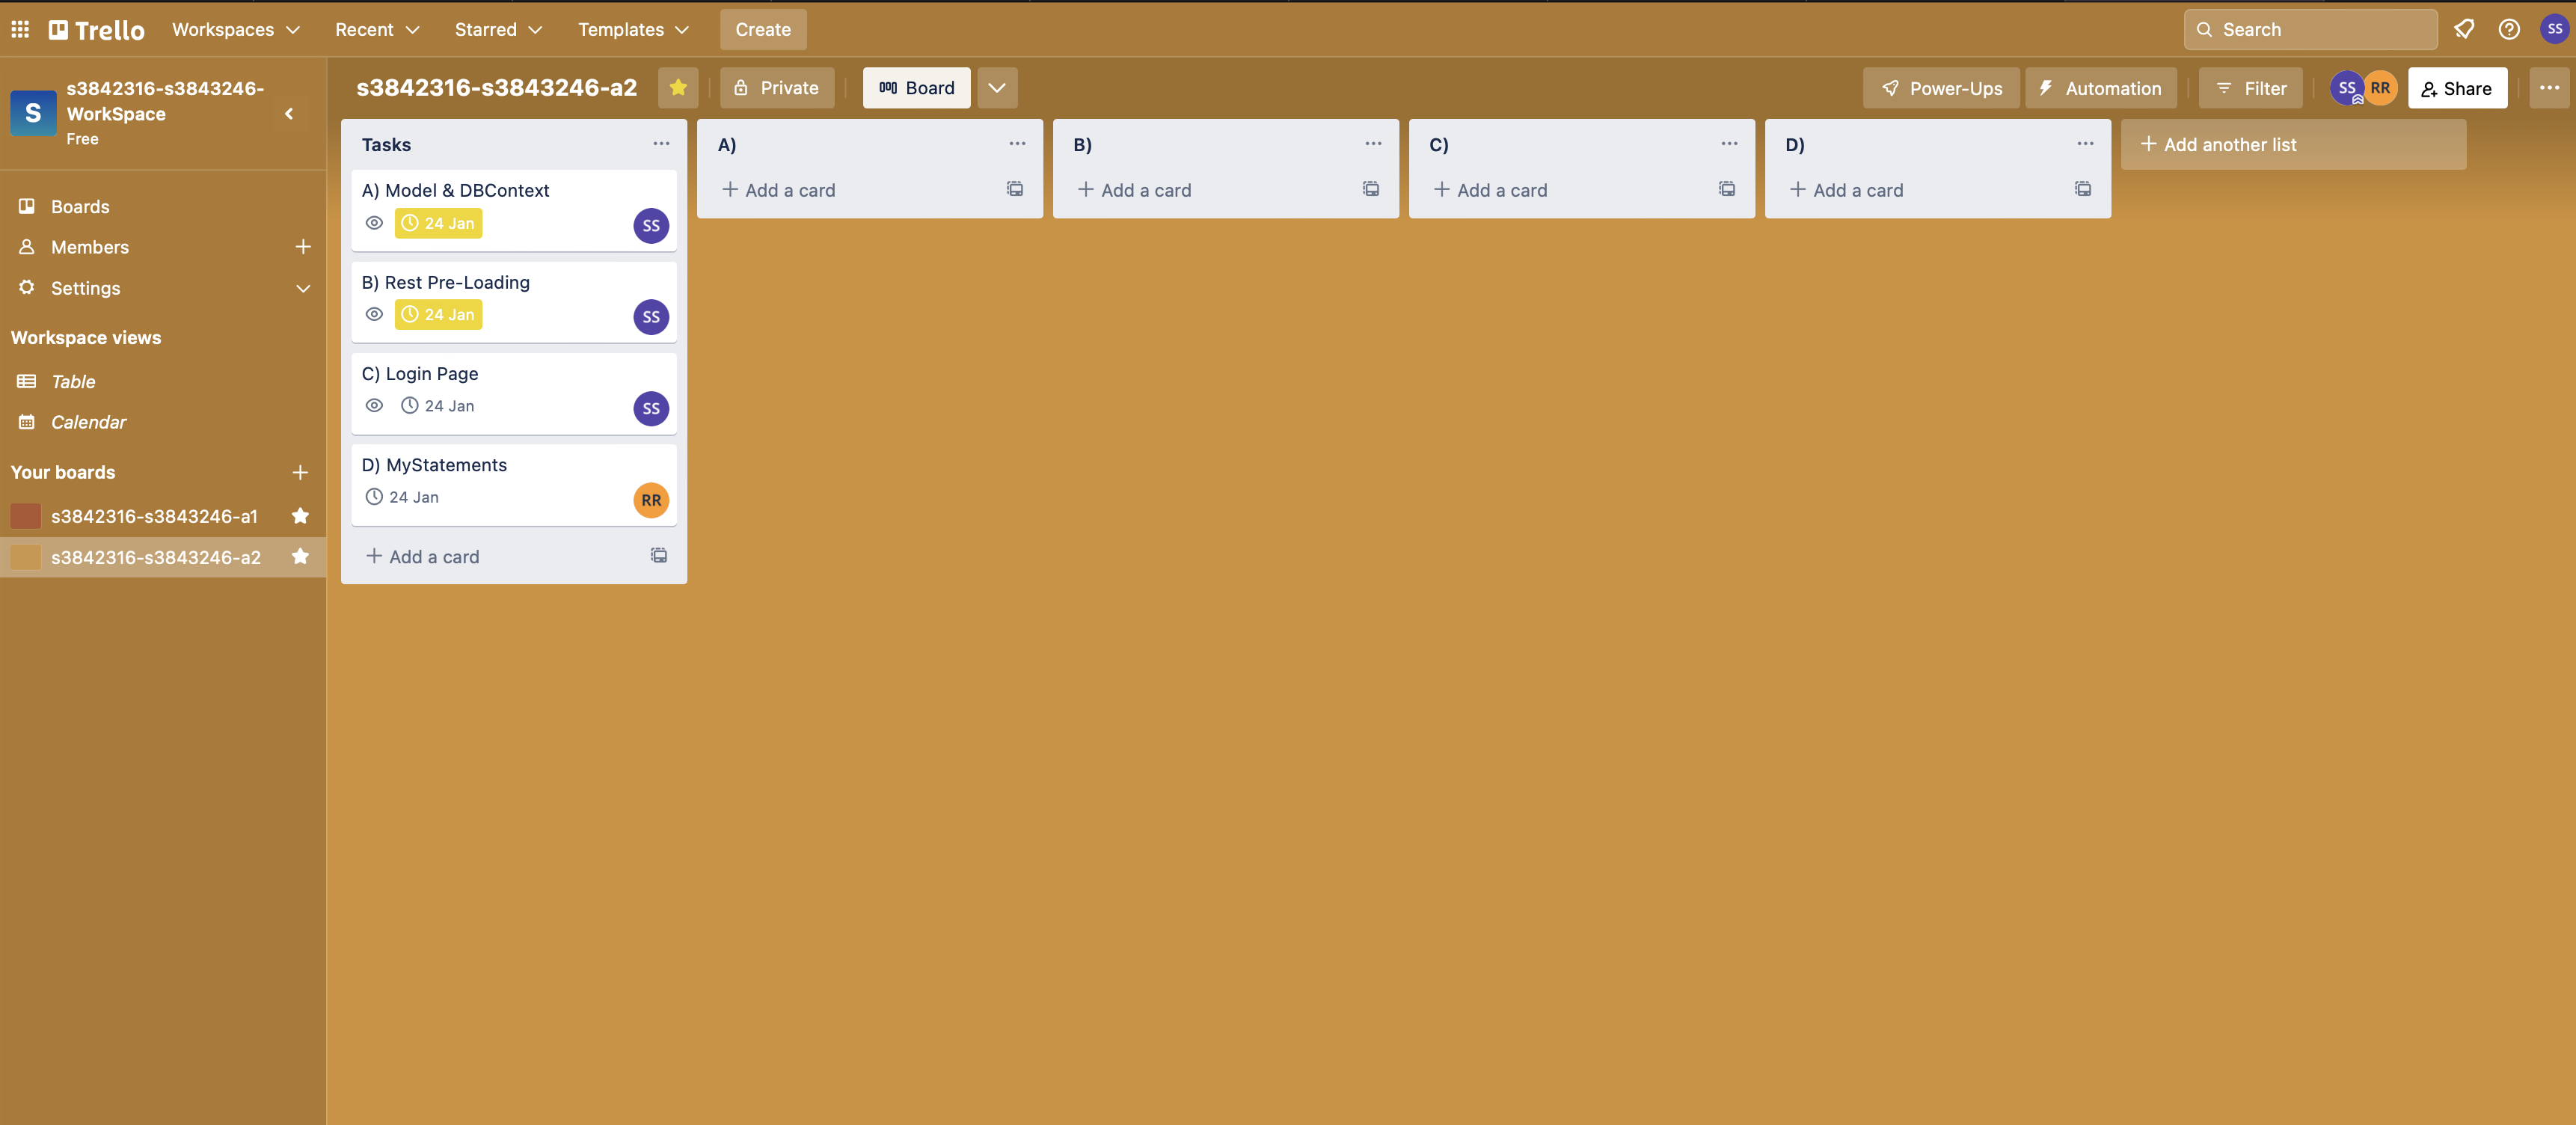 Trello
Workspaces
Recent
Starred
Templates
Create
Search
SS
S
s3842316-s3843246-
WorkSpace
Free
s3842316-s3843246-a2
Private
Board
Power-Ups
Automation
Filter
SS
RR
Share
Boards
Members
Settings
Workspace views
Table
Calendar
Your boards
s3842316-s3843246-a1
s3842316-s3843246-a2
Tasks
A) Model & DBContext
24 Jan
SS
B) Rest Pre-Loading
24 Jan
SS
C) Login Page
24 Jan
SS
D) MyStatements
24 Jan
RR
+ Add a card
A)
+ Add a card
B)
+ Add a card
C)
+ Add a card
D)
+ Add a card
+ Add another list